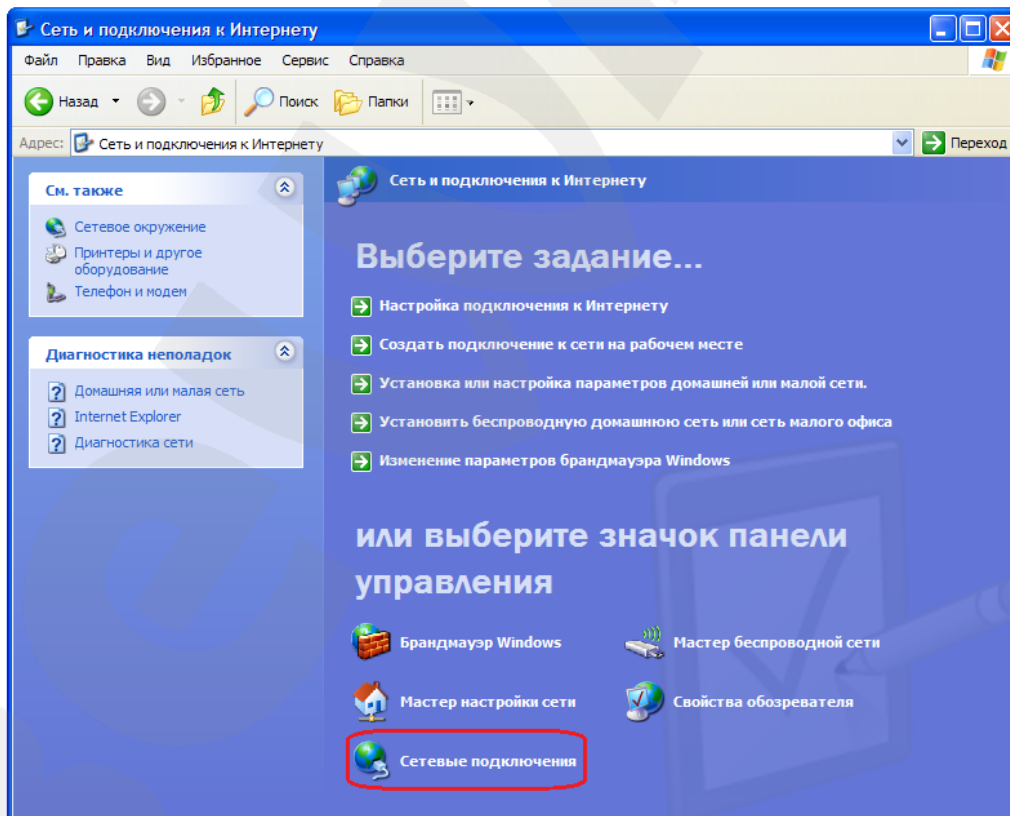 Сеть и подключения к Интернету
Файл Правка Вид Избранное Сервис Справка
Назад Поиск Папки
Адрес: Сеть и подключения к Интернету Переход
См. также
Сетевое окружение
Принтеры и другое
оборудование
Телефон и модем
Диагностика неполадок
Домашняя или малая сеть
Internet Explorer
Диагностика сети
Сеть и подключения к Интернету
Выберите задание...
Настройка подключения к Интернету
Создать подключение к сети на рабочем месте
Установка или настройка параметров домашней или малой сети.
Установить беспроводную домашнюю сеть или сеть малого офиса
Изменение параметров брандмауэра Windows
или выберите значок панели
управления
Брандмауэр Windows
Мастер беспроводной сети
Мастер настройки сети
Свойства обозревателя
Сетевые подключения